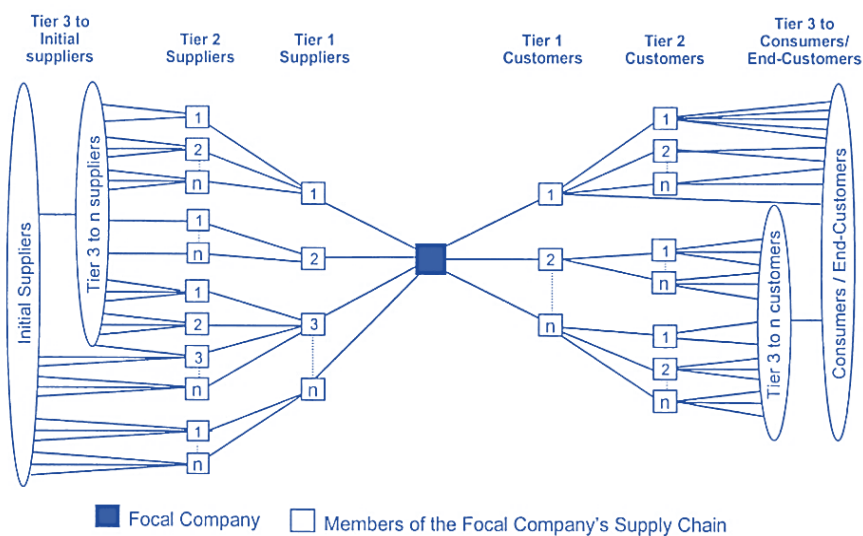 Tier 3 to
Initial
suppliers
Tier 2
Suppliers
Tier 1
Suppliers
Tier 1
Customers
Tier 2
Customers
Tier 3 to
Consumers/
End-Customers
Initial Suppliers
Tier 3 to n suppliers
1
2
n
1
n
1
2
3
n
1
n
1
2
3
n
1
2
n
1
2
n
1
n
1
2
n
Tier 3 to n customers
Consumers / End-Customers
Focal Company
Members of the Focal Company's Supply Chain